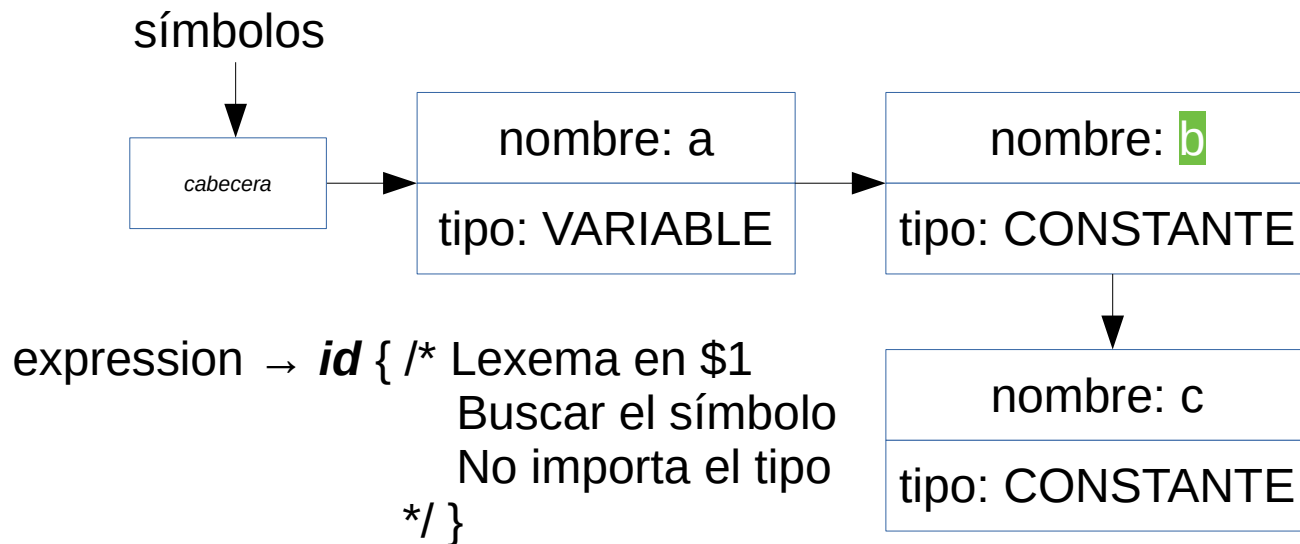 símbolos
cabecera
nombre: a
tipo: VARIABLE
nombre: b
tipo: CONSTANTE
nombre: c
tipo: CONSTANTE
expression → id { /* Lexema en $1
Buscar el símbolo
No importa el tipo
*/ }